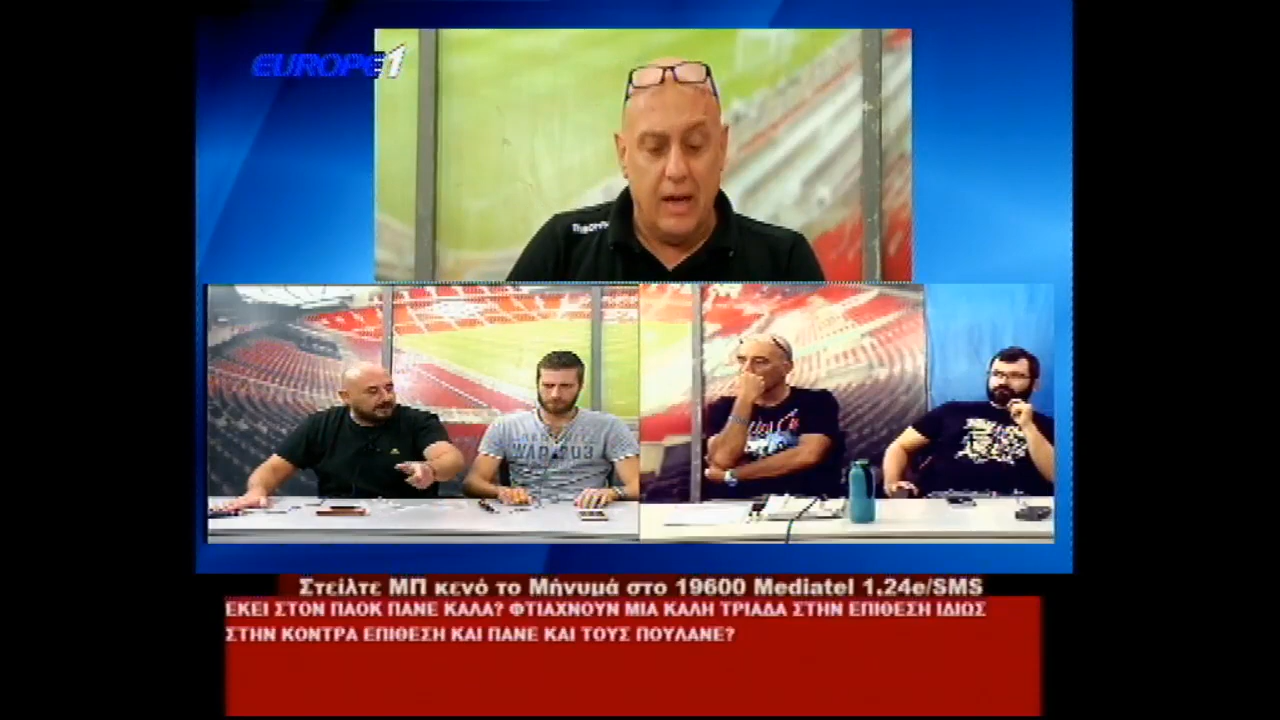 EUROPE1
Στείλτε ΜΠ κενό το Μήνυμά στο 19600 Mediatel 1,24e/SMS
ΕΚΕΙ ΣΤΟΝ ΠΑΟΚ ΠΑΝΕ ΚΑΛΑ? ΦΤΙΑΧΝΟΥΝ ΜΙΑ ΚΑΛΗ ΤΡΙΑΔΑ ΣΤΗΝ ΕΠΙΘΕΣΗ ΙΔΙΩΣ
ΣΤΗΝ ΚΟΝΤΡΑ ΕΠΙΘΕΣΗ ΚΑΙ ΠΑΝΕ ΚΑΙ ΤΟΥΣ ΠΟΥΛΑΝΕ?